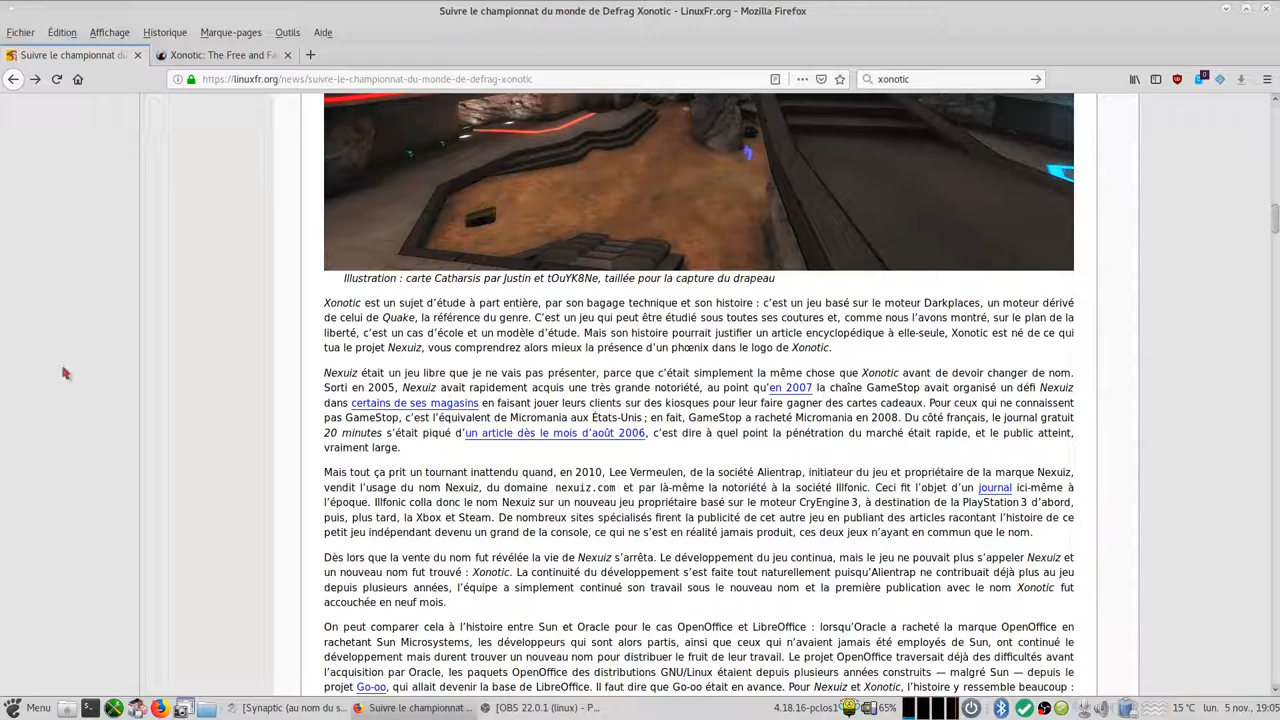 Suivre le championnat du monde de Defrag Xonotic - LinuxFr.org - Mozilla Firefox
Fichier Édition Affichage Historique Marque-pages Outils Aide
Suivre le championnat du Xonotic: The Free and Fa
https://linuxfr.org/news/suivre-le-championnat-du-monde-de-defrag-xonotic xonotic 0
Illustration : carte Catharsis par Justin et tOuYK8Ne, taillée pour la capture du drapeau
Xonotic est un sujet d’étude à part entière, par son bagage technique et son histoire : c’est un jeu basé sur le moteur Darkplaces, un moteur dérivé
de celui de Quake, la référence du genre. C’est un jeu qui peut être étudié sous toutes ses coutures et, comme nous l’avons montré, sur le plan de la
liberté, c’est un cas d’école et un modèle d’étude. Mais son histoire pourrait justifier un article encyclopédique à elle-seule, Xonotic est né de ce qui
tua le projet Nexuiz, vous comprendrez alors mieux la présence d’un phœnix dans le logo de Xonotic.
Nexuiz était un jeu libre que je ne vais pas présenter, parce que c’était simplement la même chose que Xonotic avant de devoir changer de nom.
Sorti en 2005, Nexuiz avait rapidement acquis une très grande notoriété, au point qu’en 2007 la chaîne GameStop avait organisé un défi Nexuiz
dans certains de ses magasins en faisant jouer leurs clients sur des kiosques pour leur faire gagner des cartes cadeaux. Pour ceux qui ne connaissent
pas GameStop, c’est l’équivalent de Micromania aux États-Unis ; en fait, GameStop a racheté Micromania en 2008. Du côté français, le journal gratuit
20 minutes s’était piqué d’un article dès le mois d’août 2006, c’est dire à quel point la pénétration du marché était rapide, et le public atteint,
vraiment large.
Mais tout ça prit un tournant inattendu quand, en 2010, Lee Vermeulen, de la société Alientrap, initiateur du jeu et propriétaire de la marque Nexuiz,
vendit l’usage du nom Nexuiz, du domaine nexuiz.com et par là-même la notoriété à la société Illfonic. Ceci fit l’objet d’un journal ici-même à
l’époque. Illfonic colla donc le nom Nexuiz sur un nouveau jeu propriétaire basé sur le moteur CryEngine 3, à destination de la PlayStation 3 d’abord,
puis, plus tard, la Xbox et Steam. De nombreux sites spécialisés firent la publicité de cet autre jeu en publiant des articles racontant l’histoire de ce
petit jeu indépendant devenu un grand de la console, ce qui ne s’est en réalité jamais produit, ces deux jeux n’ayant en commun que le nom.
Dès lors que la vente du nom fut révélée la vie de Nexuiz s’arrêta. Le développement du jeu continua, mais le jeu ne pouvait plus s’appeler Nexuiz et
un nouveau nom fut trouvé : Xonotic. La continuité du développement s’est faite tout naturellement puisqu’Alientrap ne contribuait déjà plus au jeu
depuis plusieurs années, l’équipe a simplement continué son travail sous le nouveau nom et la première publication avec le nom Xonotic fut
accouchée en neuf mois.
On peut comparer cela à l’histoire entre Sun et Oracle pour le cas OpenOffice et LibreOffice : lorsqu’Oracle a racheté la marque OpenOffice en
rachetant Sun Microsystems, les développeurs qui sont alors partis, ainsi que ceux qui n’avaient jamais été employés de Sun, ont continué le
développement mais durent trouver un nouveau nom pour distribuer le fruit de leur travail. Le projet OpenOffice traversait déjà des difficultés avant
l’acquisition par Oracle, les paquets OpenOffice des distributions GNU/Linux étaient depuis plusieurs années construits — malgré Sun — depuis le
projet Go-oo, qui allait devenir la base de LibreOffice. Il faut dire que Go-oo était en avance. Pour Nexuiz et Xonotic, l’histoire y ressemble beaucoup :
Menu Synaptic (au nom du s... Suivre le championnat ... [OBS 22.0.1 (linux) - P... 4.18.16-pclos1 65% 15 °C lun. 5 nov., 19:05